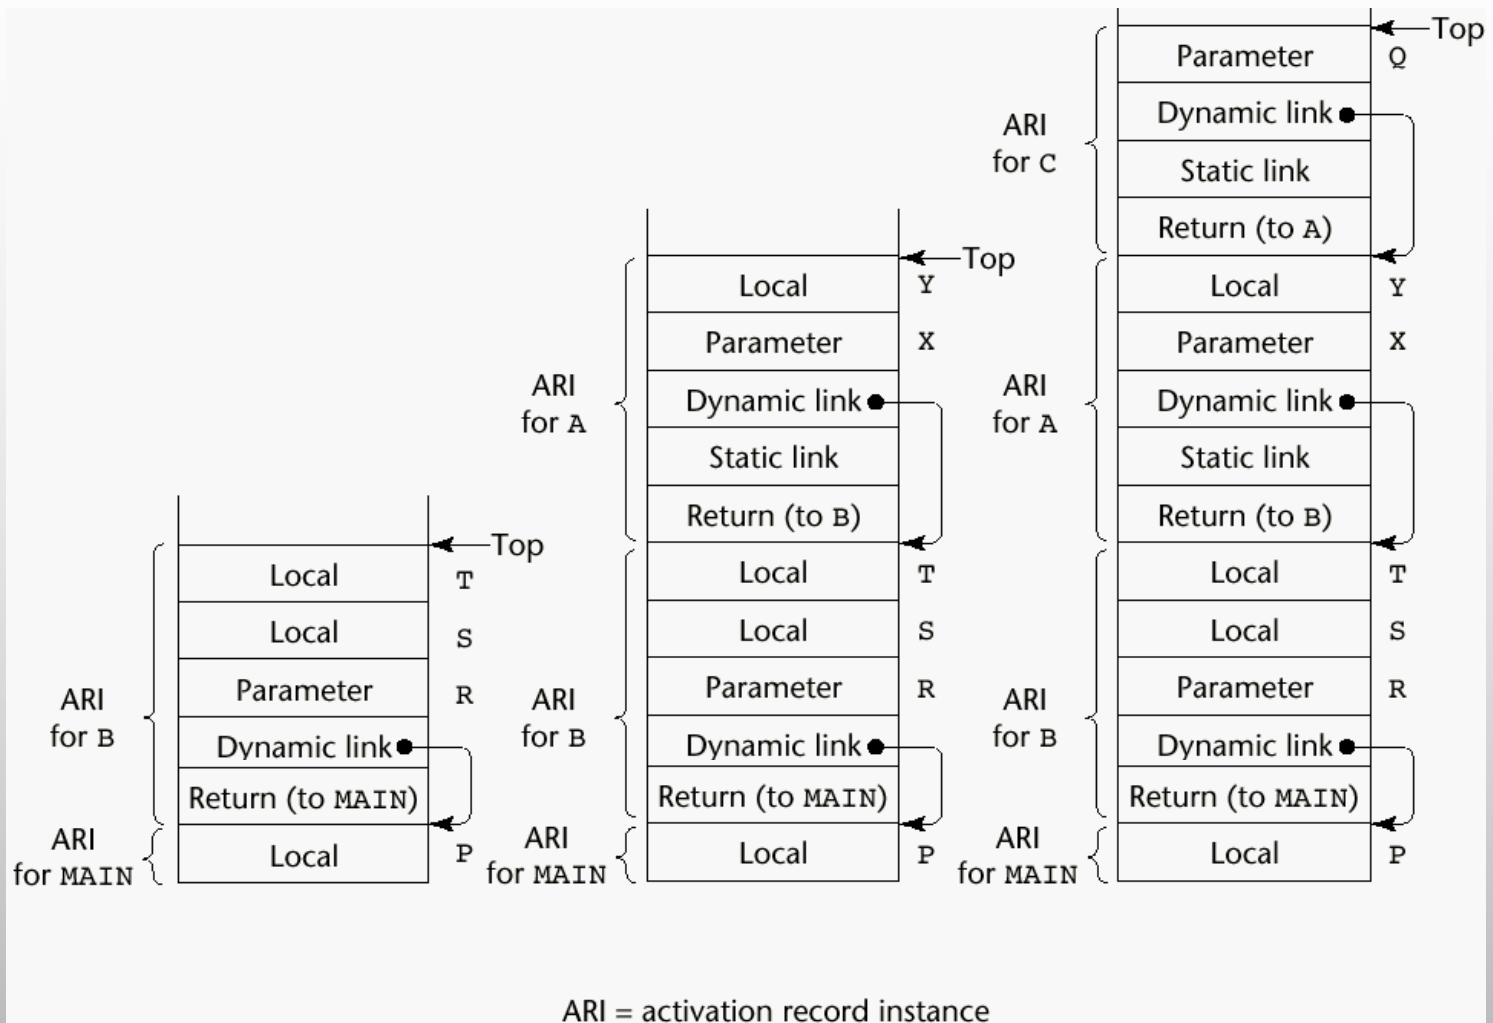 Top
Parameter Q
Dynamic link
ARI
for C
Static link
Return (to A)
Top
Local Y
Parameter X
ARI
for A
Dynamic link
Static link
Return (to B)
Local Y
Parameter X
ARI
for A
Dynamic link
Static link
Return (to B)
Top
Local T
Local S
Parameter R
ARI
for B
Dynamic link
Return (to MAIN)
ARI
for MAIN
Local P
Local T
Local S
Parameter R
ARI
for B
Dynamic link
Return (to MAIN)
ARI
for MAIN
Local P
Local T
Local S
Parameter R
ARI
for B
Dynamic link
Return (to MAIN)
ARI
for MAIN
Local P
ARI = activation record instance